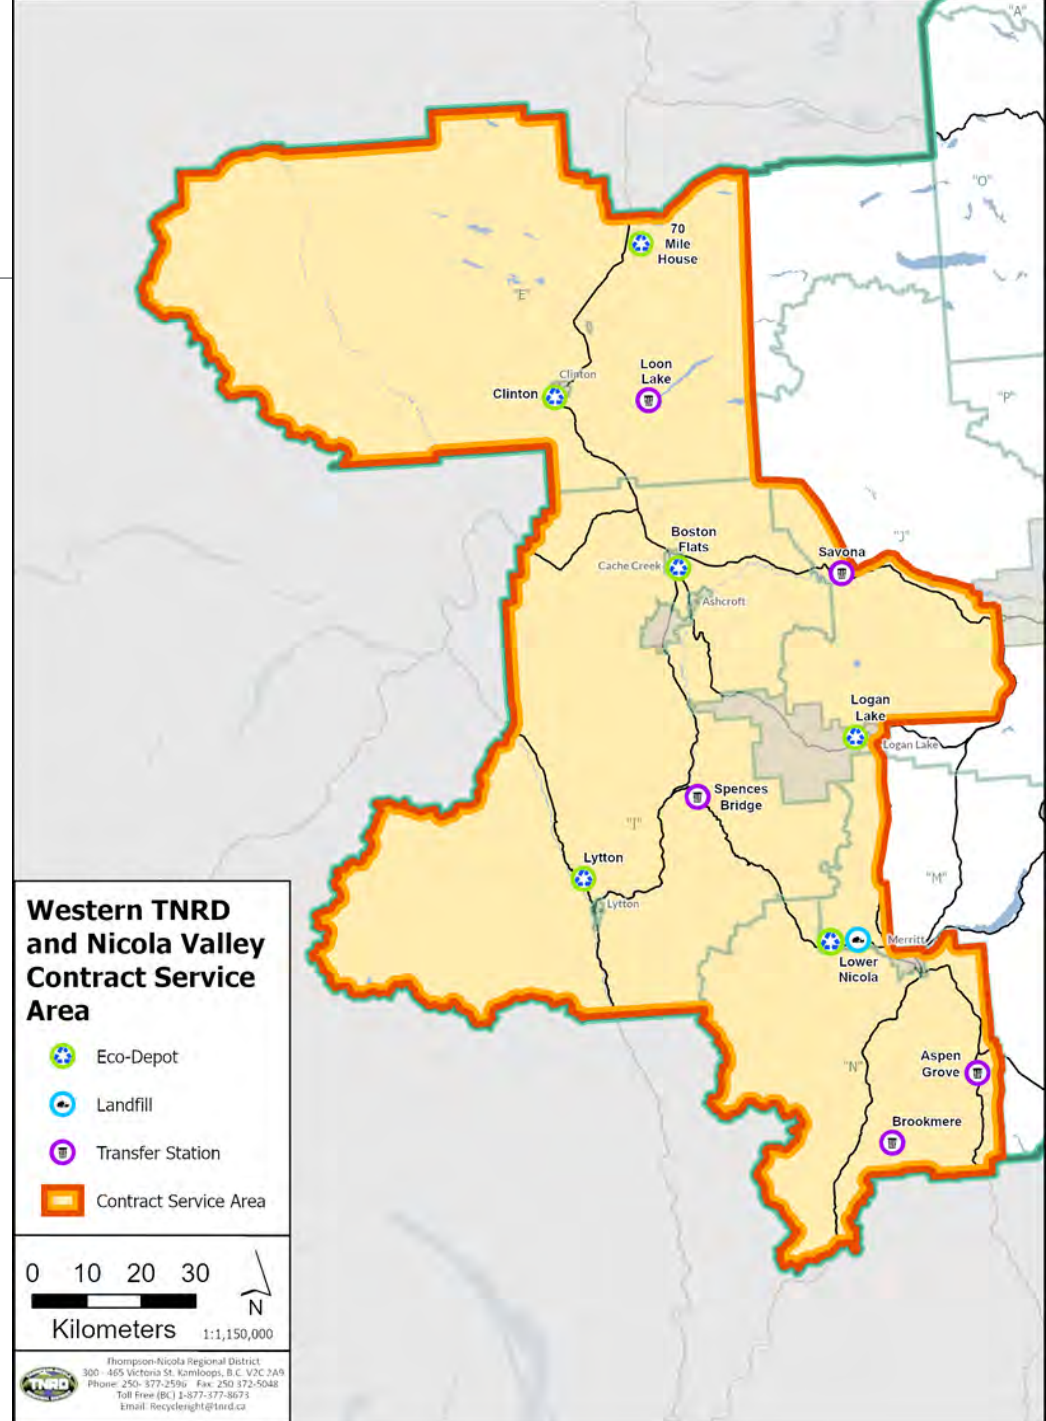 "A"
"O"
70
Mile
House
"E"
Loon
Lake
Clinton
Clinton
"P"
Boston
Flats
"J"
Savona
Cache Creek
Ashcroft
Logan
Lake
Logan Lake
Spences
Bridge
"I"
Lytton
"M"
Lytton
Merritt
Lower
Nicola
Aspen
Grove
"N"
Brookmere
Western TNRD
and Nicola Valley
Contract Service
Area
Eco-Depot
Landfill
Transfer Station
Contract Service Area
0 10 20 30
N
Kilometers
1:1,150,000
TNRD
Thompson-Nicola Regional District
300 - 465 Victoria St. Kamloops, B.C. V2C 2A9
Phone: 250- 377-2596 Fax: 250 372-5048
Toll Free (BC) 1-877-377-8673
Email: Recycleright@tnrd.ca